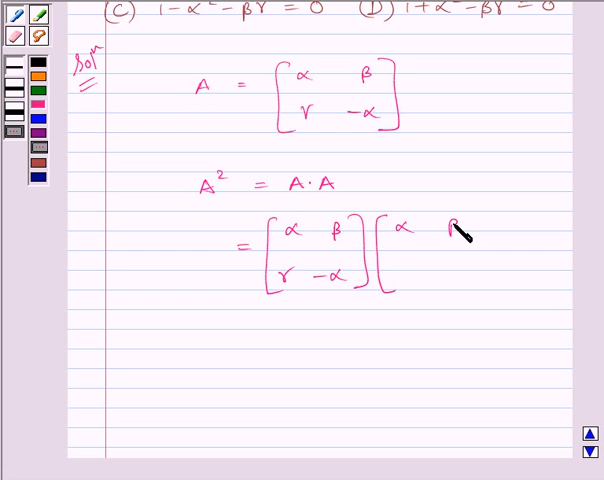 (C) 1 - α² - βγ = 0 (D) 1 + α² - βγ = 0
Solⁿ
A = [ α β
γ -α ]
A² = A · A
= [ α β ] [ α β
γ -α ]